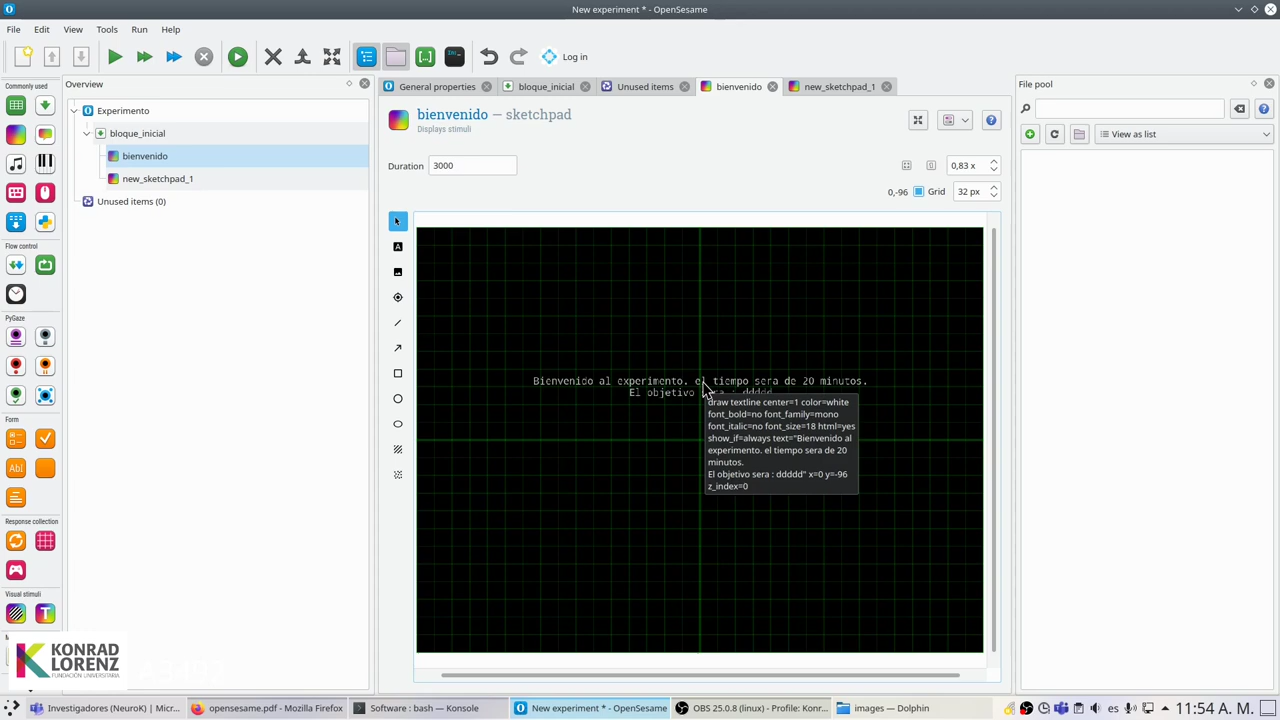 New experiment * - OpenSesame
File Edit View Tools Run Help
Log in
Commonly used
Flow control
PyGaze
Form
Response collection
Visual stimuli
Overview
Experimento
bloque_inicial
bienvenido
new_sketchpad_1
Unused items (0)
General properties bloque_inicial Unused items bienvenido new_sketchpad_1
bienvenido — sketchpad
Displays stimuli
Duration 3000
0,83 x
0,-96 Grid 32 px
Bienvenido al experimento. el tiempo sera de 20 minutos.
El objetivo sera : ddddd
draw textline center=1 color=white
font_bold=no font_family=mono
font_italic=no font_size=18 html=yes
show_if=always text="Bienvenido al
experimento. el tiempo sera de 20
minutos.
El objetivo sera : ddddd" x=0 y=-96
z_index=0
File pool
View as list
KONRAD
LORENZ
FUNDACIÓN UNIVERSITARIA
Investigadores (NeuroK) | Micr...
opensesame.pdf - Mozilla Firefox
Software : bash — Konsole
New experiment * - OpenSesame
OBS 25.0.8 (linux) - Profile: Konr...
images — Dolphin
es
11:54 A. M.